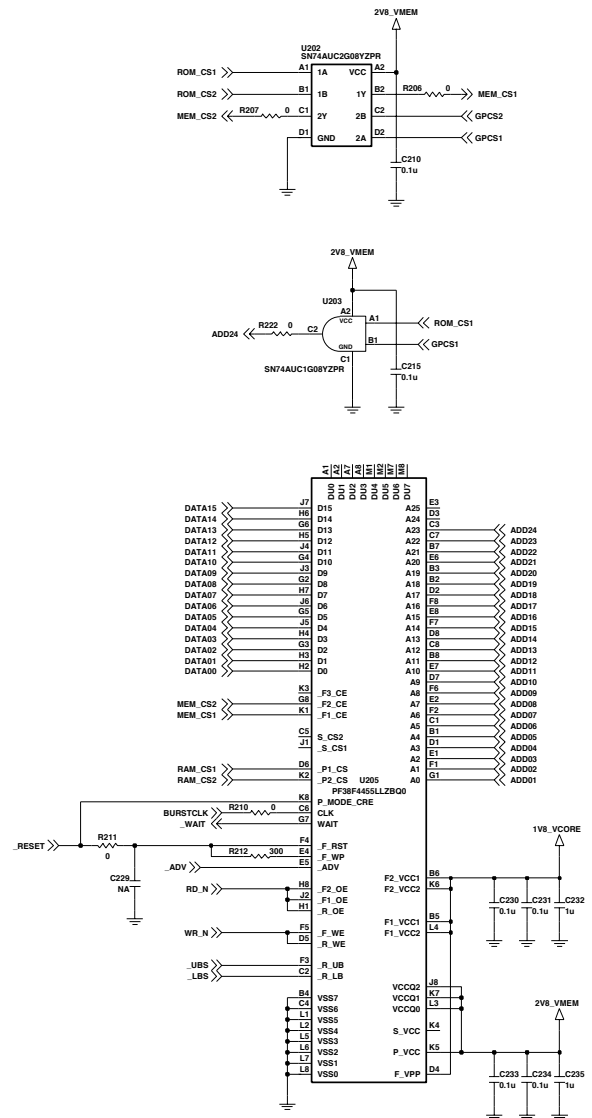 2V8_VMEM
U202
SN74AUC2G08YZPR
ROM_CS1 A1 1A VCC A2
ROM_CS2 B1 1B 1Y B2 R206 0 MEM_CS1
MEM_CS2 R207 0 C1 2Y 2B C2 GPCS2
D1 GND 2A D2 GPCS1
C210
0.1u
2V8_VMEM
U203
A2
VCC A1 ROM_CS1
ADD24 R222 0 C2
GND B1 GPCS1
C1
SN74AUC1G08YZPR
C215
0.1u
A1 A2 A7 A8 M1 M2 M7 M8
DU0 DU1 DU2 DU3 DU4 DU5 DU6 DU7
DATA15 J7 D15 A25 E3
DATA14 H6 D14 A24 D3
DATA13 G6 D13 A23 C3 ADD24
DATA12 H5 D12 A22 C7 ADD23
DATA11 J4 D11 A21 B7 ADD22
DATA10 G4 D10 A20 E6 ADD21
DATA09 J3 D9 A19 B3 ADD20
DATA08 G2 D8 A18 B2 ADD19
DATA07 H7 D7 A17 D2 ADD18
DATA06 J6 D6 A16 F8 ADD17
DATA05 G5 D5 A15 E8 ADD16
DATA04 J5 D4 A14 F7 ADD15
DATA03 H4 D3 A13 D8 ADD14
DATA02 G3 D2 A12 C8 ADD13
DATA01 H3 D1 A11 B8 ADD12
DATA00 H2 D0 A10 E7 ADD11
A9 D7 ADD10
K3 _F3_CE A8 F6 ADD09
MEM_CS2 G8 _F2_CE A7 E2 ADD08
MEM_CS1 K1 _F1_CE A6 F2 ADD07
A5 C1 ADD06
C5 S_CS2 A4 B1 ADD05
J1 _S_CS1 A3 D1 ADD04
A2 E1 ADD03
RAM_CS1 D6 _P1_CS A1 F1 ADD02
RAM_CS2 K2 _P2_CS U205 A0 G1 ADD01
PF38F4455LLZBQ0
K8 P_MODE_CRE
BURSTCLK R210 0 C6 CLK
_WAIT G7 WAIT
_RESET R211 0 F4 _F_RST
R212 300 E4 _F_WP
_ADV E5 _ADV
C229
NA
1V8_VCORE
RD_N H8 _F2_OE F2_VCC1 B6
J2 _F1_OE F2_VCC2 K6
H1 _R_OE
C230 0.1u C231 0.1u C232 1u
WR_N F5 _F_WE F1_VCC1 B5
D5 _R_WE F1_VCC2 L4
_UBS F3 _R_UB
_LBS C2 _R_LB
VCCQ2 J8
B4 VSS7 VCCQ1 K7
C4 VSS6 VCCQ0 L3
2V8_VMEM
L1 VSS5
L2 VSS4 S_VCC K4
L5 VSS3
L6 VSS2 P_VCC K5
L7 VSS1
L8 VSS0 F_VPP D4
C233 0.1u C234 0.1u C235 1u